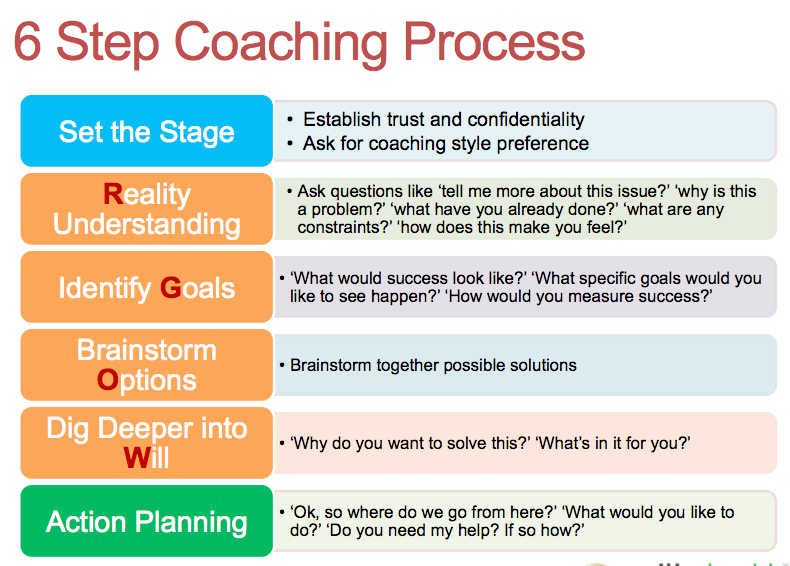 6 Step Coaching Process
Set the Stage
• Establish trust and confidentiality
• Ask for coaching style preference
Reality
Understanding
• Ask questions like ‘tell me more about this issue?’ ‘why is this
a problem?’ ‘what have you already done?’ ‘what are any
constraints?’ ‘how does this make you feel?’
Identify Goals
• ‘What would success look like?’ ‘What specific goals would you
like to see happen?’ ‘How would you measure success?’
Brainstorm
Options
• Brainstorm together possible solutions
Dig Deeper into
Will
• ‘Why do you want to solve this?’ ‘What’s in it for you?’
Action Planning
• ‘Ok, so where do we go from here?’ ‘What would you like to
do?’ ‘Do you need my help? If so how?’